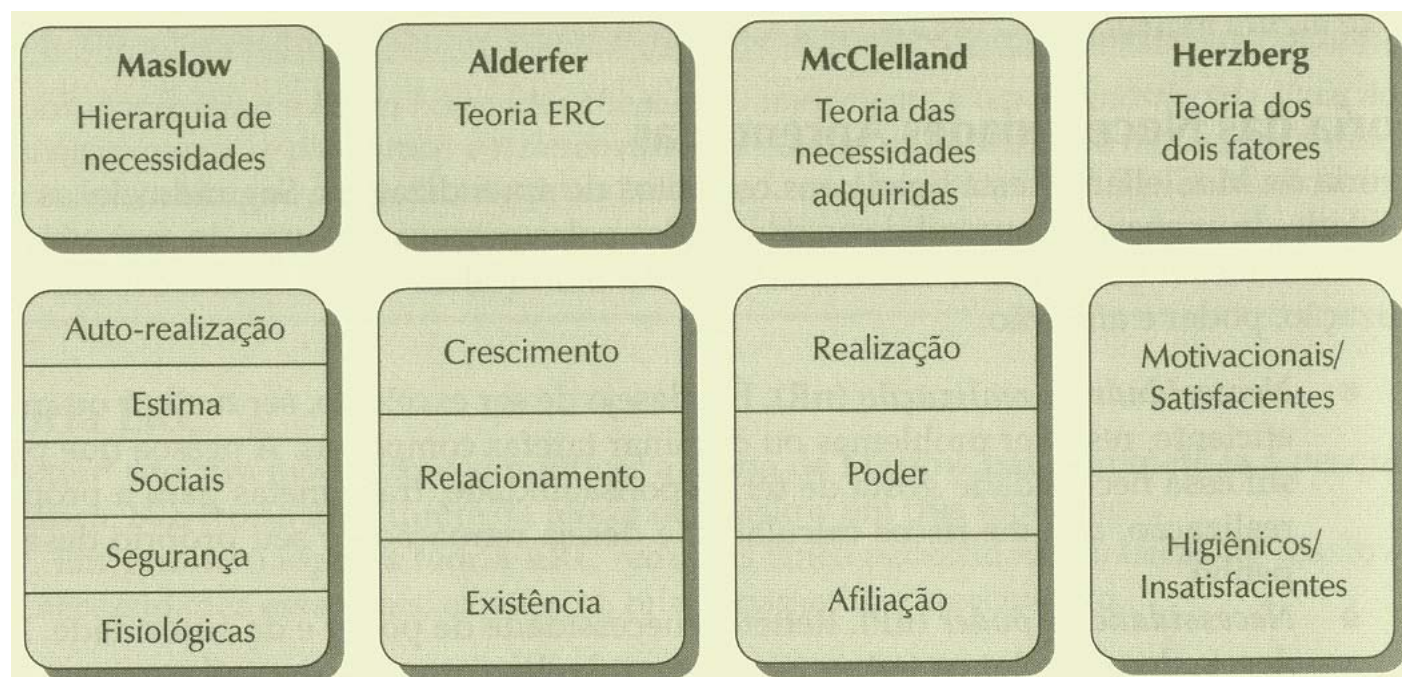 Maslow
Hierarquia de
necessidades
Alderfer
Teoria ERC
McClelland
Teoria das
necessidades
adquiridas
Herzberg
Teoria dos
dois fatores
Auto-realização
Estima
Sociais
Segurança
Fisiológicas
Crescimento
Relacionamento
Existência
Realização
Poder
Afiliação
Motivacionais/
Satisfacientes
Higiênicos/
Insatisfacientes